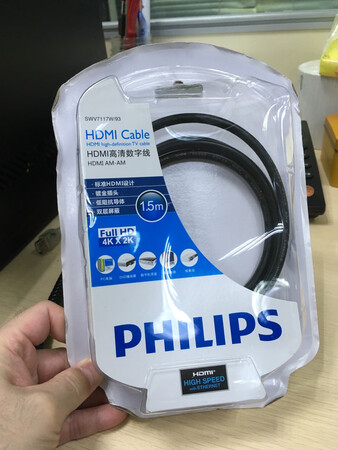 SWV7117W/93
HDMI Cable
HDMI high-definition TV cable
HDMI高清数字线
HDMI AM-AM
标准HDMI设计
镀金插头
低阻抗导体
双层屏蔽
1.5m
Full HD
4K X 2K
PHILIPS
HDMI
HIGH SPEED
with ETHERNET